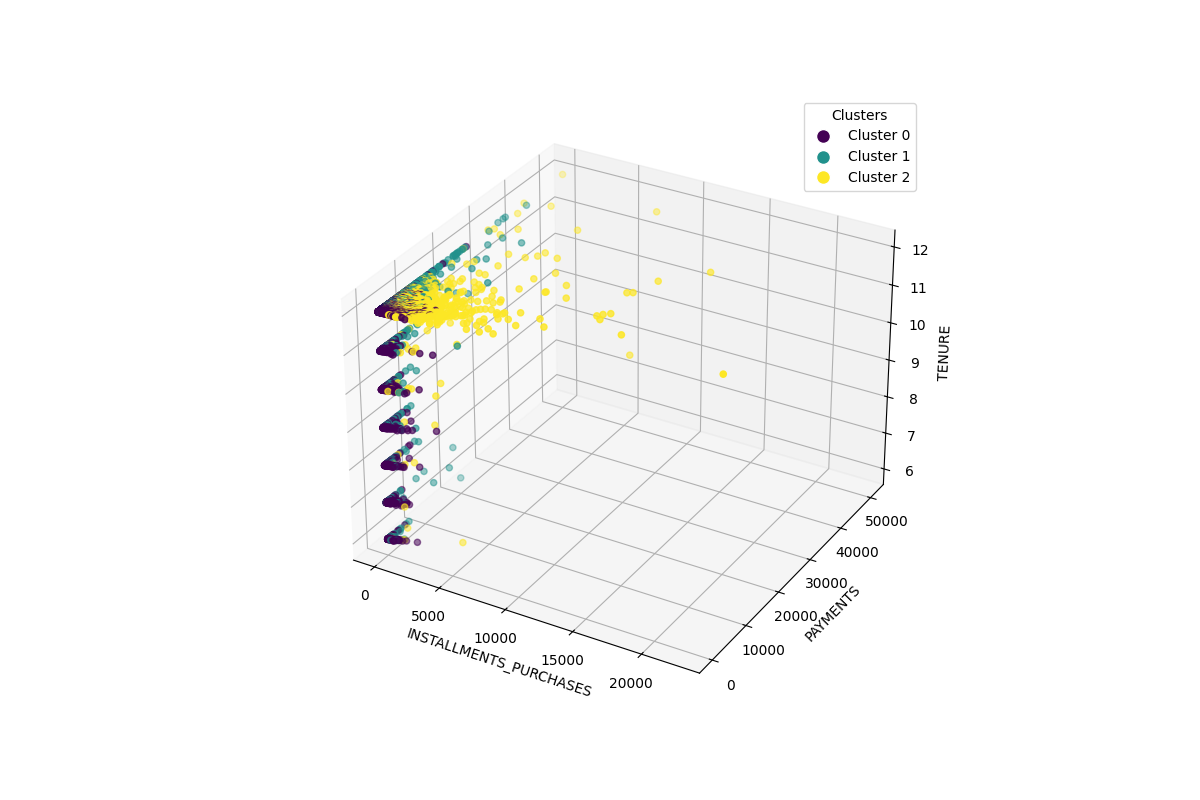 Clusters
Cluster 0
Cluster 1
Cluster 2
12
11
10
9
8
7
6
TENURE
50000
40000
30000
20000
10000
0
PAYMENTS
0
5000
10000
15000
20000
INSTALLMENTS_PURCHASES